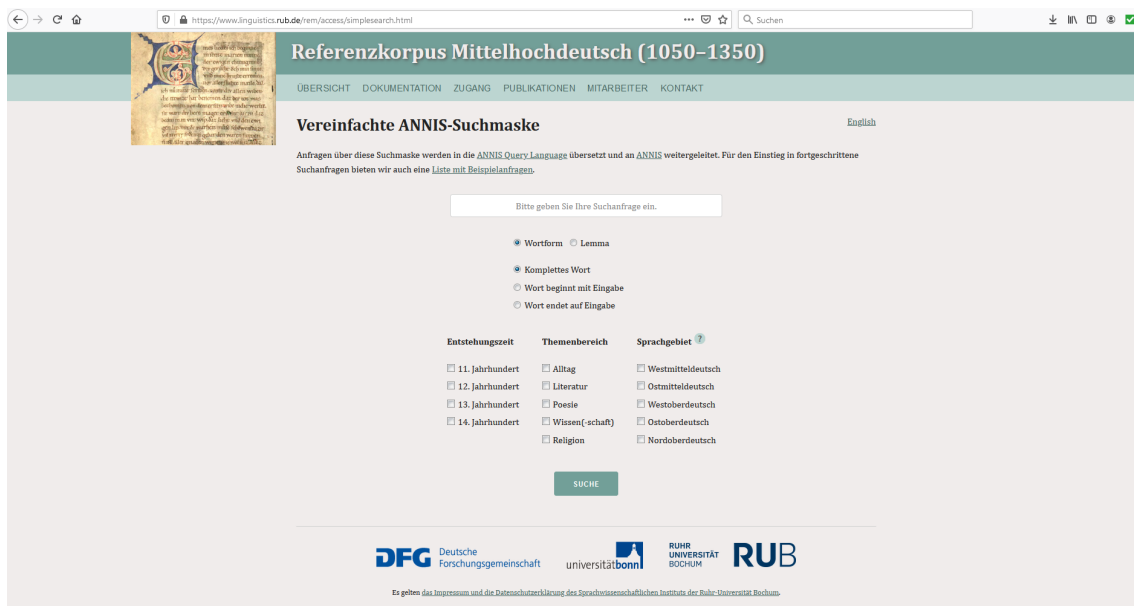 https://www.linguistics.rub.de/rem/access/simplesearch.html
Suchen
Referenzkorpus Mittelhochdeutsch (1050–1350)
ÜBERSICHT DOKUMENTATION ZUGANG PUBLIKATIONEN MITARBEITER KONTAKT
Vereinfachte ANNIS-Suchmaske
English
Anfragen über diese Suchmaske werden in die ANNIS Query Language übersetzt und an ANNIS weitergeleitet. Für den Einstieg in fortgeschrittene
Suchanfragen bieten wir auch eine Liste mit Beispielanfragen.
Bitte geben Sie Ihre Suchanfrage ein.
Wortform Lemma
Komplettes Wort
Wort beginnt mit Eingabe
Wort endet auf Eingabe
Entstehungszeit Themenbereich Sprachgebiet ?
11. Jahrhundert Alltag Westmitteldeutsch
12. Jahrhundert Literatur Ostmitteldeutsch
13. Jahrhundert Poesie Westoberdeutsch
14. Jahrhundert Wissen(-schaft) Ostoberdeutsch
Religion Nordoberdeutsch
SUCHE
DFG Deutsche
Forschungsgemeinschaft
universitätbonn
RUHR
UNIVERSITÄT
BOCHUM
RUB
Es gelten das Impressum und die Datenschutzerklärung des Sprachwissenschaftlichen Instituts der Ruhr-Universität Bochum.